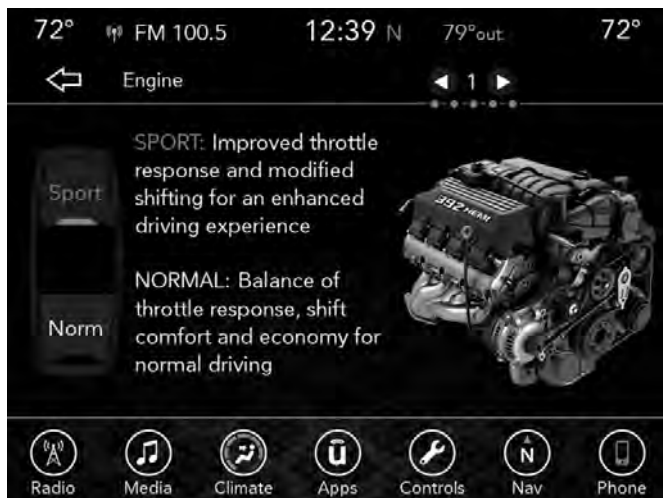 72° FM 100.5 12:39 N 79°out 72°
Engine 1
Sport
Norm
SPORT: Improved throttle
response and modified
shifting for an enhanced
driving experience
NORMAL: Balance of
throttle response, shift
comfort and economy for
normal driving
392 HEMI
Radio Media Climate Apps Controls Nav Phone
ū N